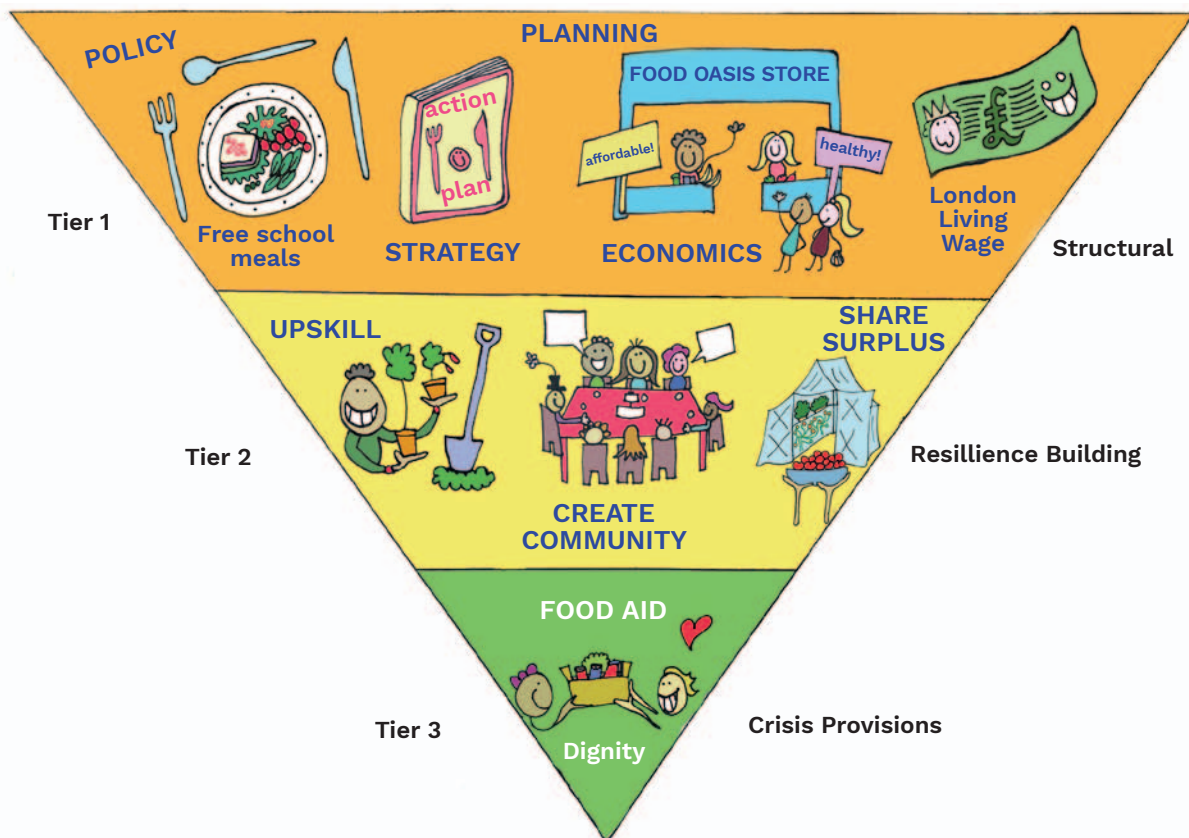 POLICY
PLANNING
FOOD OASIS STORE
action
plan
affordable!
healthy!
Tier 1
Free school
meals
STRATEGY
ECONOMICS
London
Living
Wage
Structural
UPSKILL
SHARE
SURPLUS
Tier 2
Resillience Building
CREATE
COMMUNITY
FOOD AID
Tier 3
Crisis Provisions
Dignity